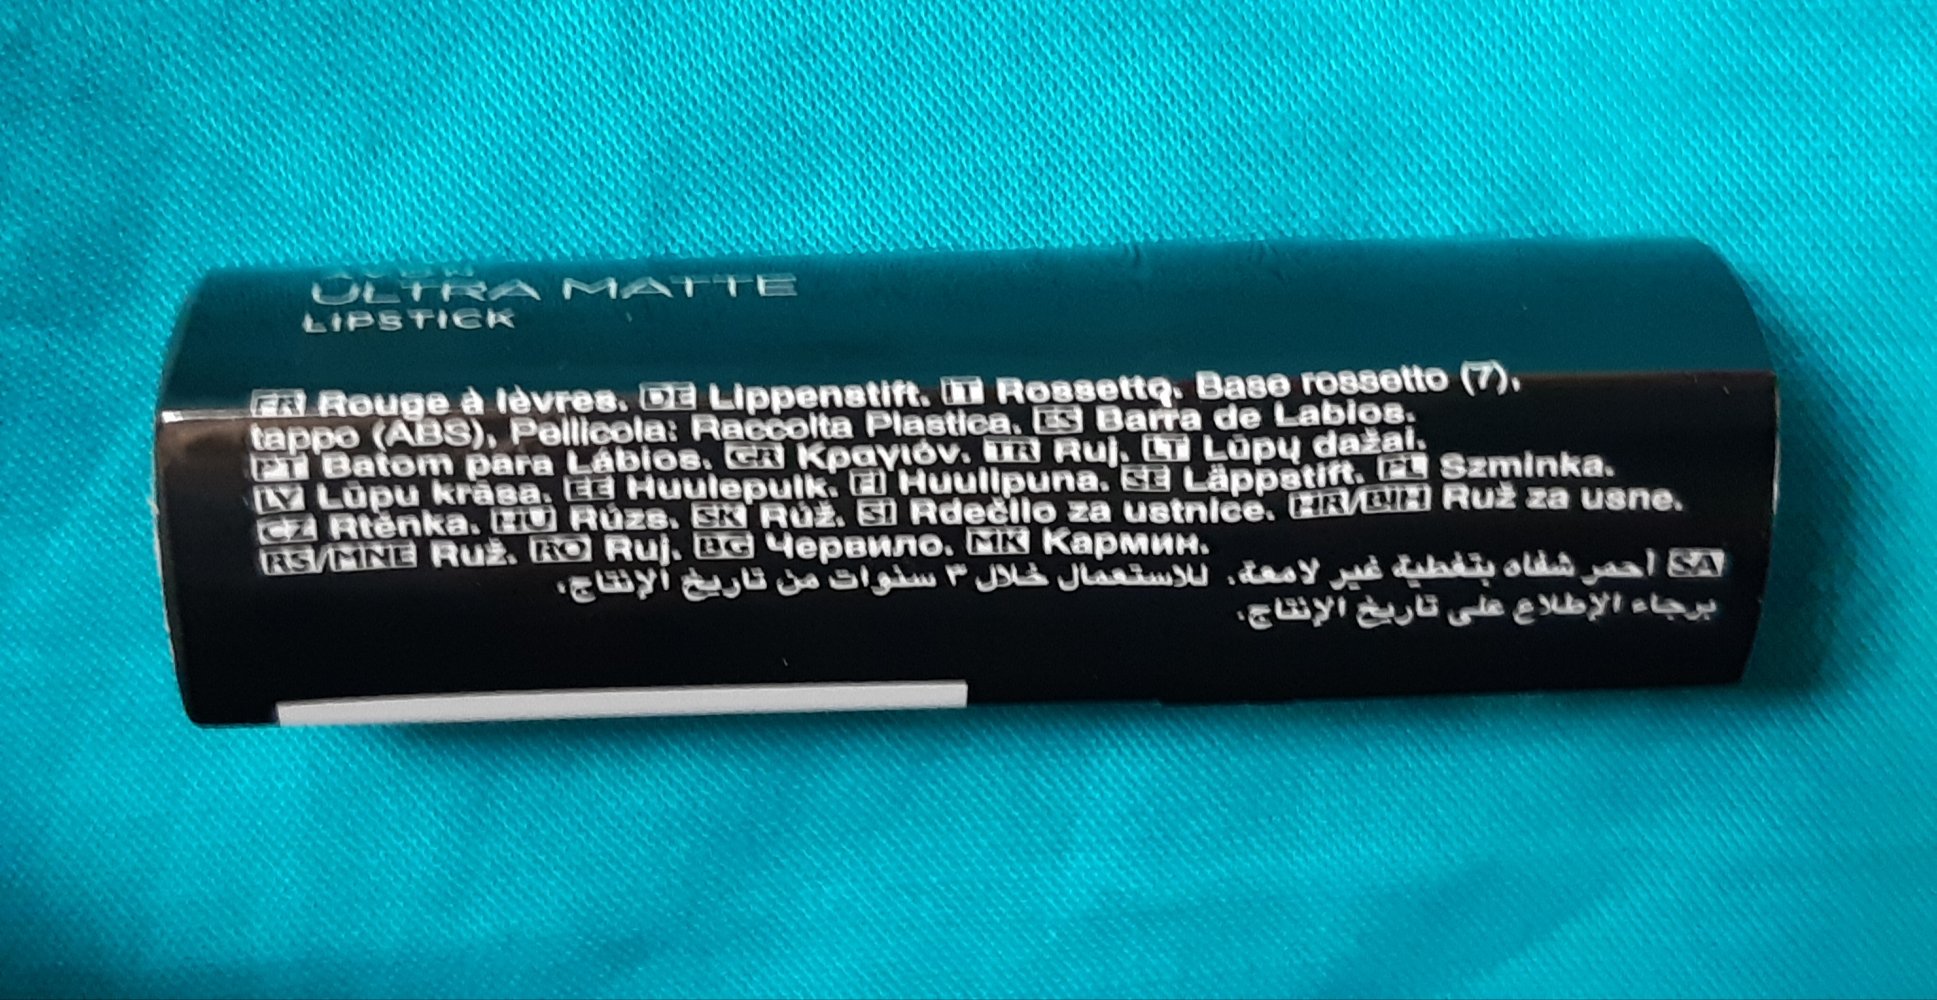 AVON
ULTRA MATTE
LIPSTICK
FR Rouge à lèvres. DE Lippenstift. IT Rossetto. Base rossetto (7),
tappo (ABS), Pellicola: Raccolta Plastica. ES Barra de Labios.
PT Batom para Lábios. GR Κραγιόν. TR Ruj. LT Lūpų dažai.
LV Lūpu krāsa. EE Huulepulk. FI Huulipuna. SE Läppstift. PL Szminka.
CZ Rtěnka. HU Rúzs. SK Rúž. SI Rdečilo za ustnice. HR/BIH Ruž za usne.
RS/MNE Ruž. RO Ruj. BG Червило. MK Кармин.
SA أحمر شفاه بتغطية غير لامعة. للاستعمال خلال ٣ سنوات من تاريخ الإنتاج.
برجاء الإطلاع على تاريخ الإنتاج.